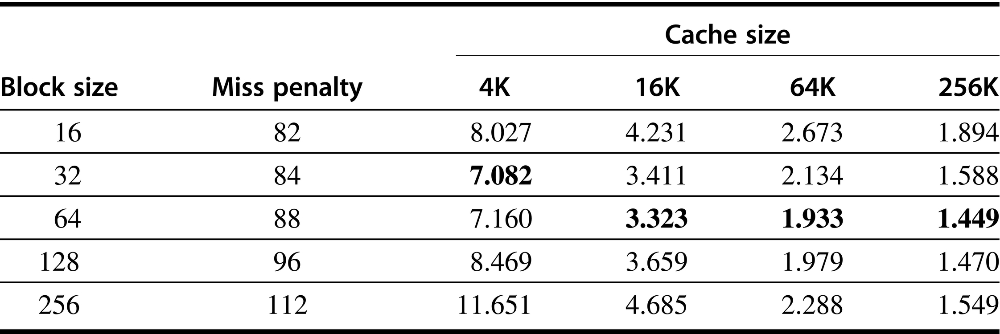 Cache size
Block size Miss penalty 4K 16K 64K 256K
16 82 8.027 4.231 2.673 1.894
32 84 7.082 3.411 2.134 1.588
64 88 7.160 3.323 1.933 1.449
128 96 8.469 3.659 1.979 1.470
256 112 11.651 4.685 2.288 1.549